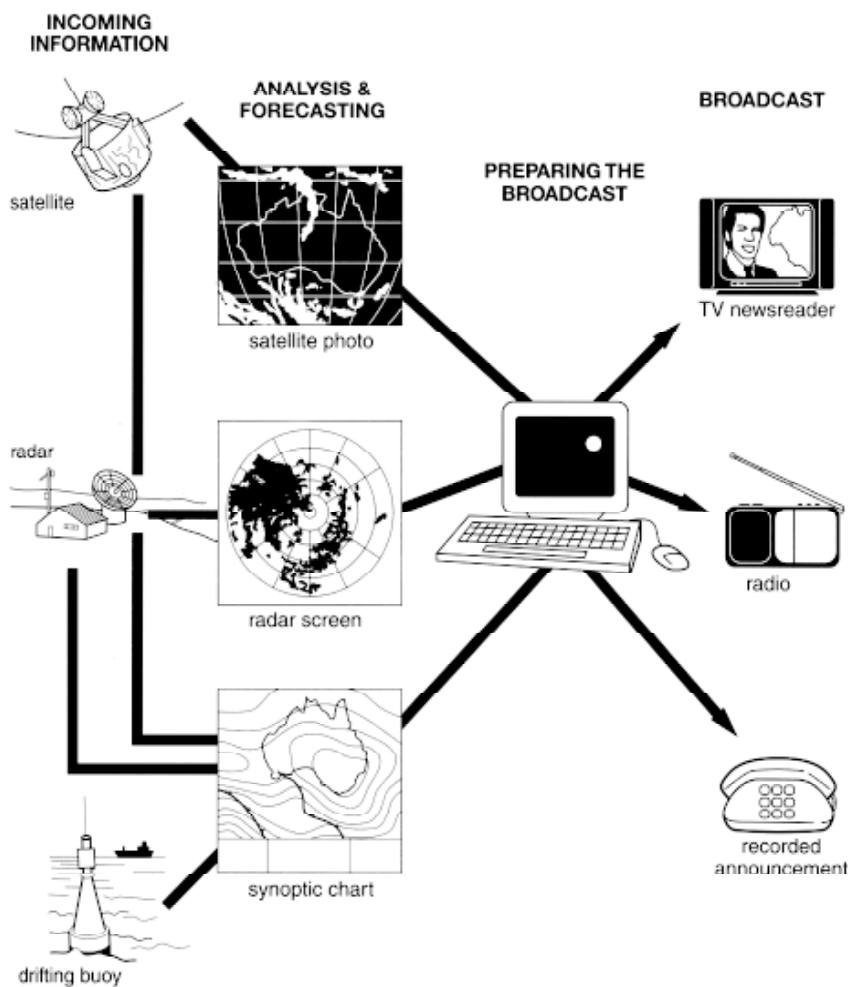 INCOMING
INFORMATION
ANALYSIS &
FORECASTING
BROADCAST
PREPARING THE
BROADCAST
satellite
TV newsreader
satellite photo
radar
radio
radar screen
recorded
announcement
synoptic chart
drifting buoy